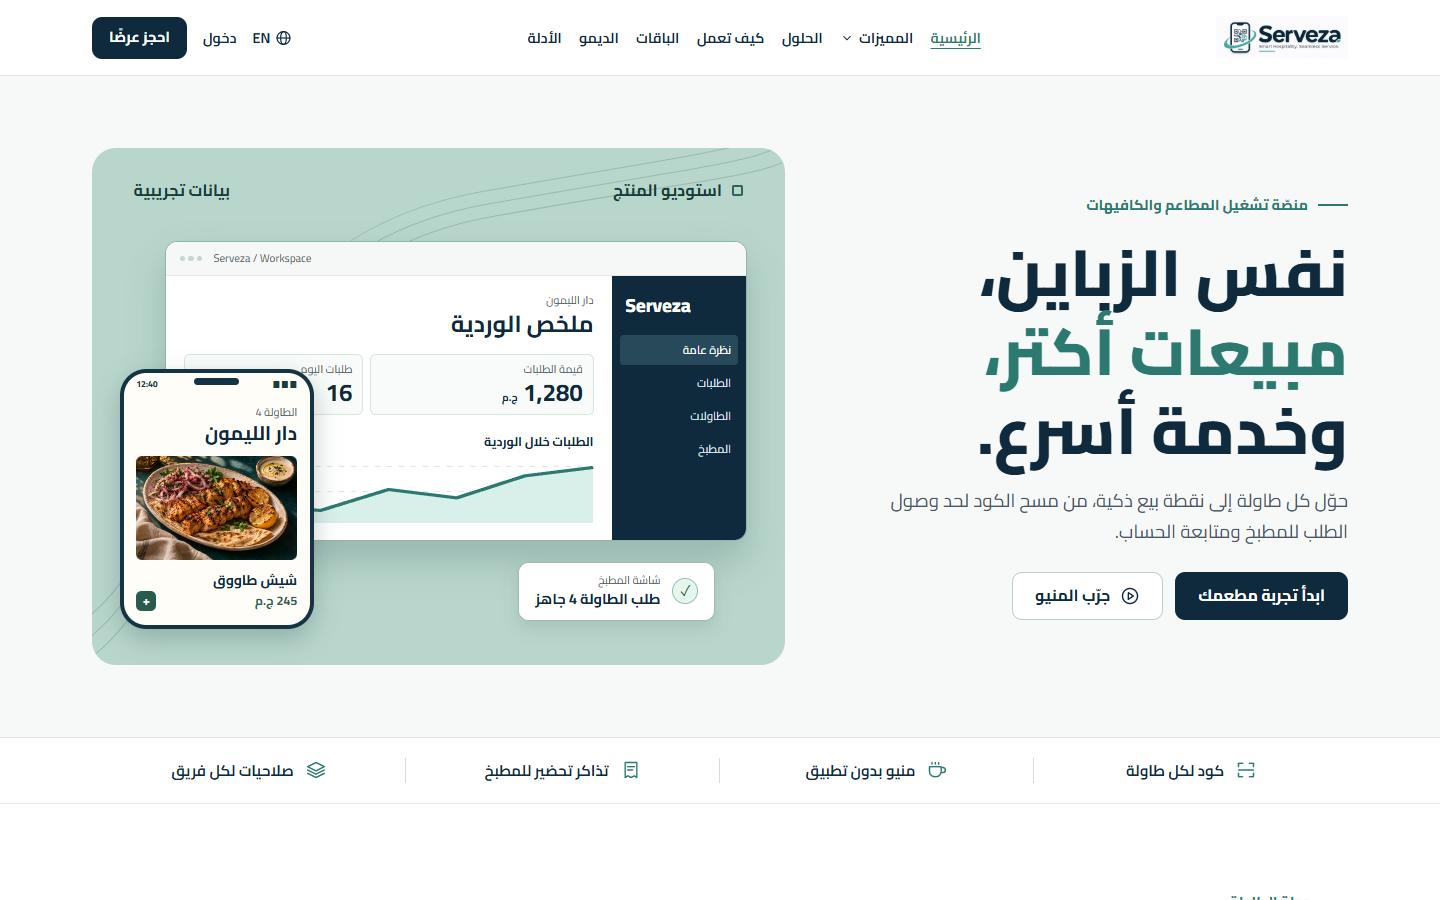 Serveza
Smart Hospitality, Seamless Service.
الرئيسية
المميزات
الحلول
كيف تعمل
الباقات
الديمو
الأدلة
EN
دخول
احجز عرضًا
منصّة تشغيل المطاعم والكافيهات
نفس الزباين،
مبيعات أكتر،
وخدمة أسرع.
حوّل كل طاولة إلى نقطة بيع ذكية، من مسح الكود لحد وصول
الطلب للمطبخ ومتابعة الحساب.
ابدأ تجربة مطعمك
جرّب المنيو
استوديو المنتج
بيانات تجريبية
Serveza / Workspace
Serveza
نظرة عامة
الطلبات
الطاولات
المطبخ
دار الليمون
ملخص الوردية
قيمة الطلبات
1,280 ج.م
طلبات اليوم
16
الطلبات خلال الوردية
12:40
الطاولة 4
دار الليمون
شيش طاووق
245 ج.م
+
شاشة المطبخ
طلب الطاولة 4 جاهز
كود لكل طاولة
منيو بدون تطبيق
تذاكر تحضير للمطبخ
صلاحيات لكل فريق